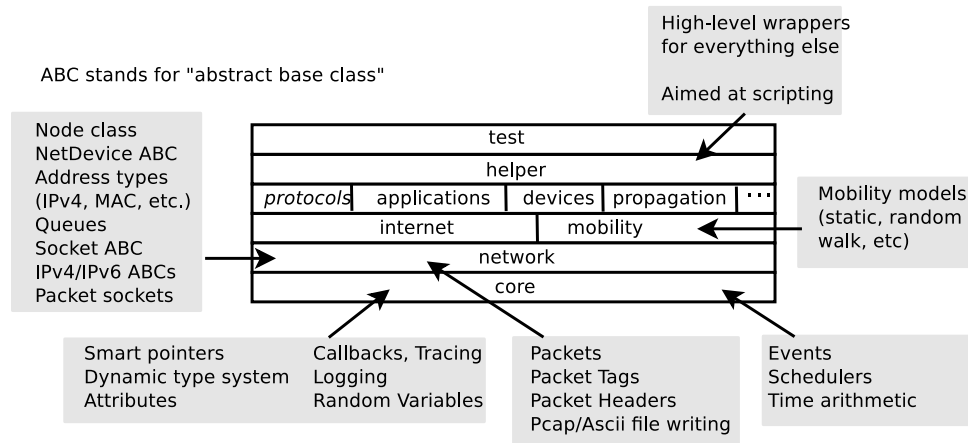 High-level wrappers
for everything else
Aimed at scripting
ABC stands for "abstract base class"
Node class
NetDevice ABC
Address types
(IPv4, MAC, etc.)
Queues
Socket ABC
IPv4/IPv6 ABCs
Packet sockets
test
helper
protocols applications devices propagation ...
internet mobility
network
core
Mobility models
(static, random
walk, etc)
Smart pointers
Dynamic type system
Attributes
Callbacks, Tracing
Logging
Random Variables
Packets
Packet Tags
Packet Headers
Pcap/Ascii file writing
Events
Schedulers
Time arithmetic